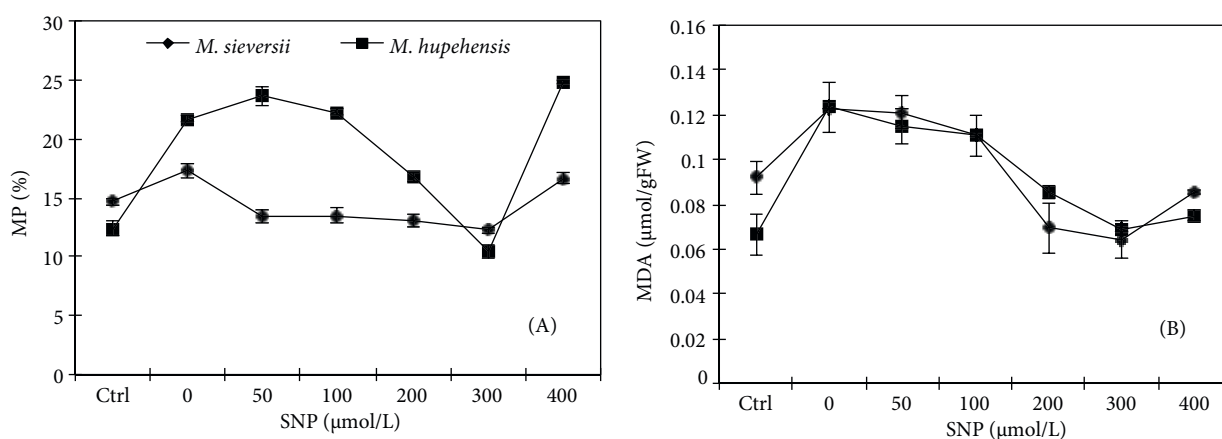 30
25
20
15
10
5
0
MP (%)
M. sieversii
M. hupehensis
(A)
Ctrl 0 50 100 200 300 400
SNP (μmol/L)
0.16
0.14
0.12
0.1
0.08
0.06
0.04
0.02
0
MDA (μmol/gFW)
(B)
Ctrl 0 50 100 200 300 400
SNP (μmol/L)